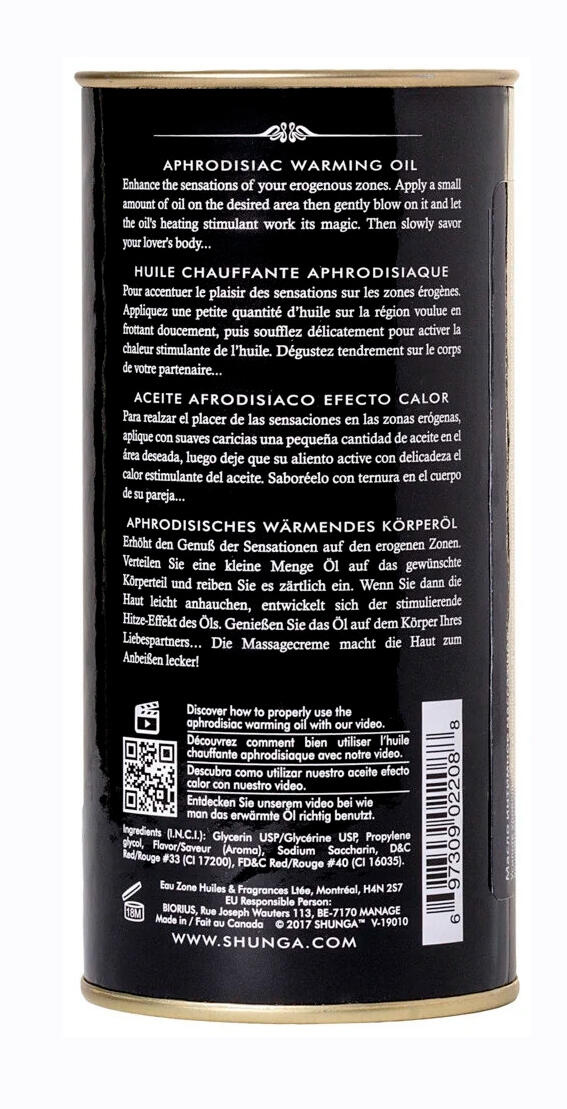 APHRODISIAC WARMING OIL
Enhance the sensations of your erogenous zones. Apply a small
amount of oil on the desired area then gently blow on it and let
the oil's heating stimulant work its magic. Then slowly savor
your lover's body...
HUILE CHAUFFANTE APHRODISIAQUE
Pour accentuer le plaisir des sensations sur les zones érogènes.
Appliquez une petite quantité d'huile sur la région voulue en
frottant doucement, puis soufflez délicatement pour activer la
chaleur stimulante de l'huile. Dégustez tendrement sur le corps
de votre partenaire...
ACEITE AFRODISIACO EFECTO CALOR
Para realzar el placer de las sensaciones en las zonas erógenas,
aplique con suaves caricias una pequeña cantidad de aceite en el
área deseada, luego deje que su aliento active con delicadeza el
calor estimulante del aceite. Saboréelo con ternura en el cuerpo
de su pareja...
APHRODISISCHES WÄRMENDES KÖRPERÖL
Erhöht den Genuß der Sensationen auf den erogenen Zonen.
Verteilen Sie eine kleine Menge Öl auf das gewünschte
Körperteil und reiben Sie es zärtlich ein. Wenn Sie dann die
Haut leicht anhauchen, entwickelt sich der stimulierende
Hitze-Effekt des Öls. Genießen Sie das Öl auf dem Körper Ihres
Liebespartners... Die Massagecreme macht die Haut zum
Anbeißen lecker!
Discover how to properly use the
aphrodisiac warming oil with our video.
Découvrez comment bien utiliser l'huile
chauffante aphrodisiaque avec notre video.
Descubra como utilizar nuestro aceite efecto
calor con nuestro video.
Entdecken Sie unserem video bei wie
man das erwärmte Öl richtig benutzt.
Ingredients (I.N.C.I.): Glycerin USP/Glycérine USP, Propylene
glycol, Flavor/Saveur (Aroma), Sodium Saccharin, D&C
Red/Rouge #33 (CI 17200), FD&C Red/Rouge #40 (CI 16035).
18M
Eau Zone Huiles & Fragrances Ltée, Montréal, H4N 2S7
EU Responsible Person:
BIORIUS, Rue Joseph Wauters 113, BE-7170 MANAGE
Made in / Fait au Canada © 2017 SHUNGA™ V-19010
WWW.SHUNGA.COM
6 97309 02208 8